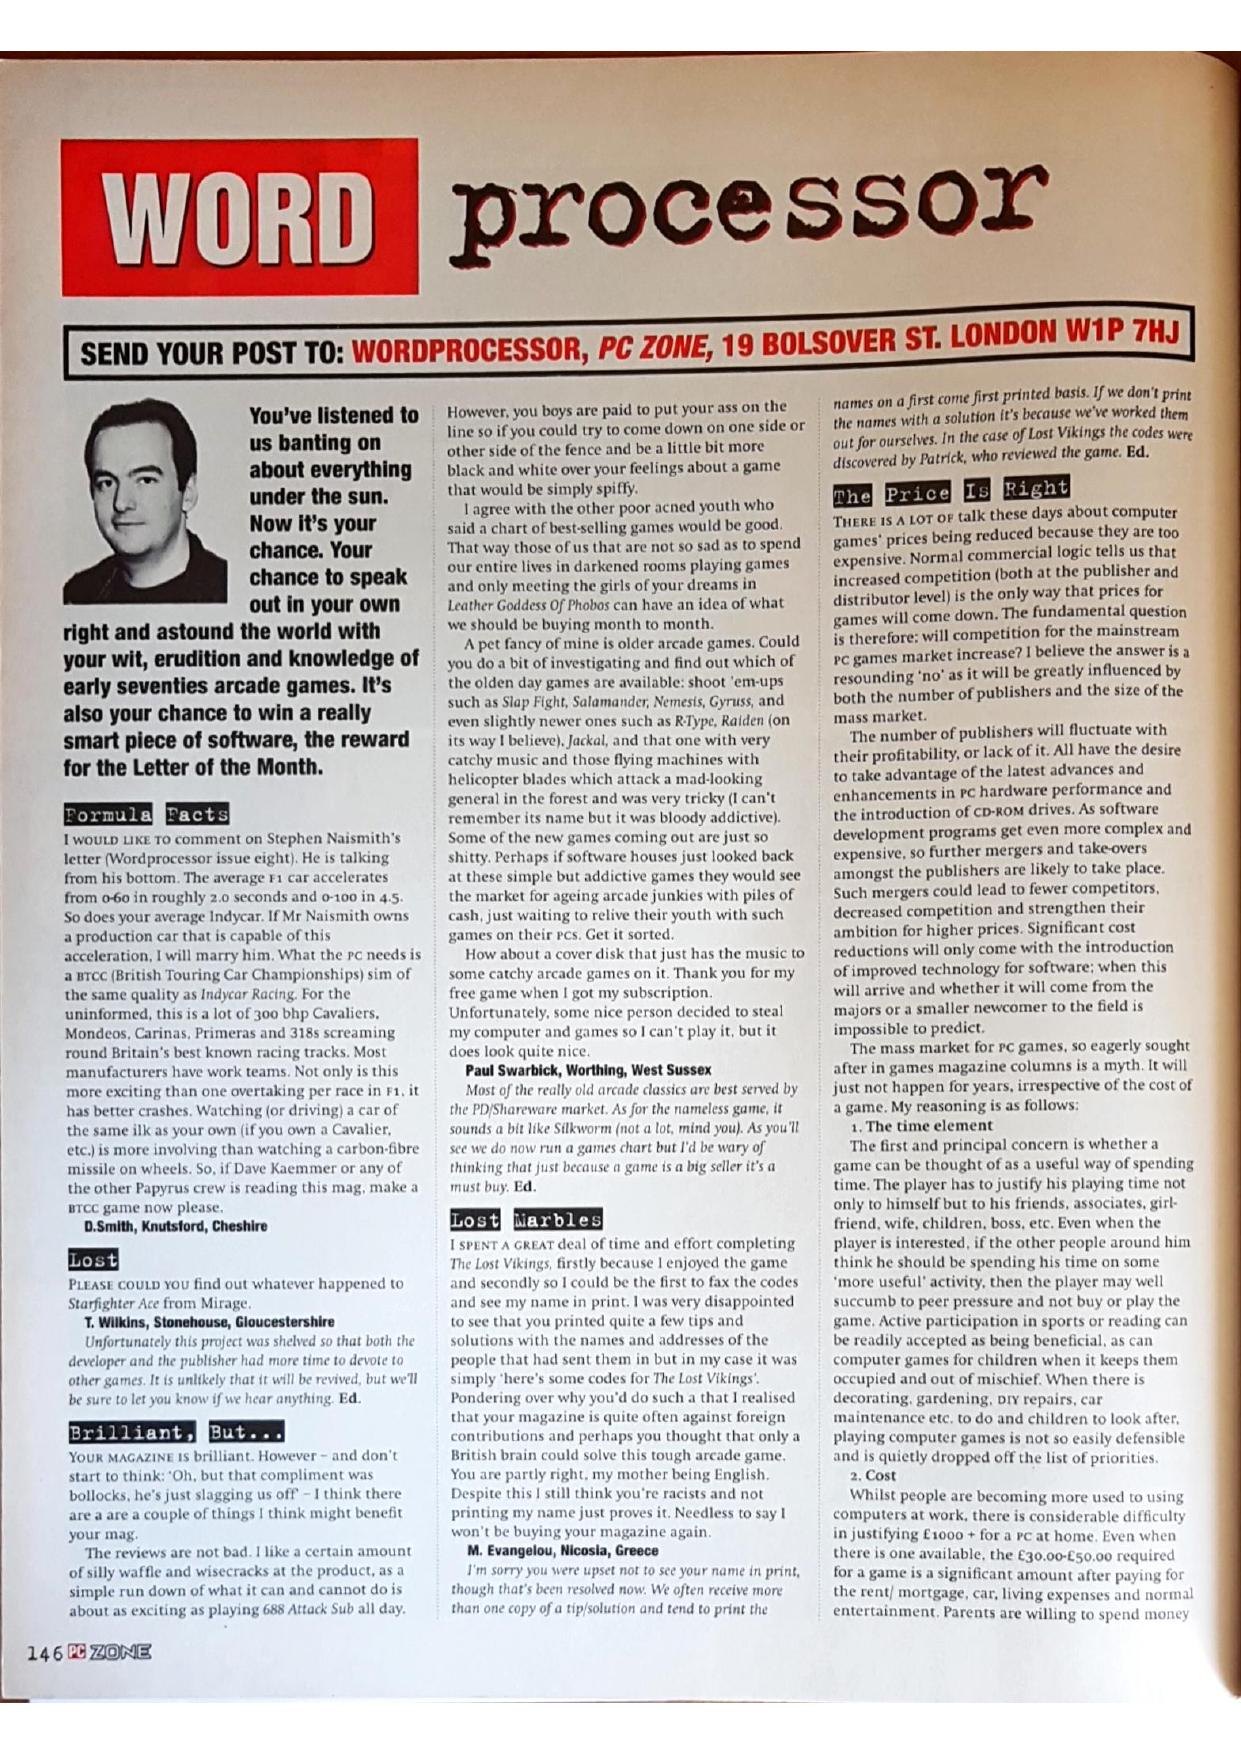 WORD processor
SEND YOUR POST TO: WORDPROCESSOR, PC ZONE, 19 BOLSOVER ST. LONDON W1P 7HJ
You've listened to
us banting on
about everything
under the sun.
Now it's your
chance. Your
chance to speak
out in your own
right and astound the world with
your wit, erudition and knowledge of
early seventies arcade games. It's
also your chance to win a really
smart piece of software, the reward
for the Letter of the Month.
Formula Facts
I WOULD LIKE TO comment on Stephen Naismith's
letter (Wordprocessor issue eight). He is talking
from his bottom. The average F1 car accelerates
from 0-60 in roughly 2.0 seconds and 0-100 in 4.5.
So does your average Indycar. If Mr Naismith owns
a production car that is capable of this
acceleration, I will marry him. What the PC needs is
a BTCC (British Touring Car Championships) sim of
the same quality as Indycar Racing. For the
uninformed, this is a lot of 300 bhp Cavaliers,
Mondeos, Carinas, Primeras and 318s screaming
round Britain's best known racing tracks. Most
manufacturers have work teams. Not only is this
more exciting than one overtaking per race in F1, it
has better crashes. Watching (or driving) a car of
the same ilk as your own (if you own a Cavalier,
etc.) is more involving than watching a carbon-fibre
missile on wheels. So, if Dave Kaemmer or any of
the other Papyrus crew is reading this mag, make a
BTCC game now please.
D.Smith, Knutsford, Cheshire
Lost
PLEASE COULD YOU find out whatever happened to
Starfighter Ace from Mirage.
T. Wilkins, Stonehouse, Gloucestershire
Unfortunately this project was shelved so that both the
developer and the publisher had more time to devote to
other games. It is unlikely that it will be revived, but we'll
be sure to let you know if we hear anything. Ed.
Brilliant, But...
YOUR MAGAZINE IS brilliant. However – and don't
start to think: 'Oh, but that compliment was
bollocks, he's just slagging us off' – I think there
are a are a couple of things I think might benefit
your mag.
The reviews are not bad. I like a certain amount
of silly waffle and wisecracks at the product, as a
simple run down of what it can and cannot do is
about as exciting as playing 688 Attack Sub all day.
However, you boys are paid to put your ass on the
line so if you could try to come down on one side or
other side of the fence and be a little bit more
black and white over your feelings about a game
that would be simply spiffy.
I agree with the other poor acned youth who
said a chart of best-selling games would be good.
That way those of us that are not so sad as to spend
our entire lives in darkened rooms playing games
and only meeting the girls of your dreams in
Leather Goddess Of Phobos can have an idea of what
we should be buying month to month.
A pet fancy of mine is older arcade games. Could
you do a bit of investigating and find out which of
the olden day games are available: shoot 'em-ups
such as Slap Fight, Salamander, Nemesis, Gyruss, and
even slightly newer ones such as R-Type, Raiden (on
its way I believe), Jackal, and that one with very
catchy music and those flying machines with
helicopter blades which attack a mad-looking
general in the forest and was very tricky (I can't
remember its name but it was bloody addictive).
Some of the new games coming out are just so
shitty. Perhaps if software houses just looked back
at these simple but addictive games they would see
the market for ageing arcade junkies with piles of
cash, just waiting to relive their youth with such
games on their PCs. Get it sorted.
How about a cover disk that just has the music to
some catchy arcade games on it. Thank you for my
free game when I got my subscription.
Unfortunately, some nice person decided to steal
my computer and games so I can't play it, but it
does look quite nice.
Paul Swarbick, Worthing, West Sussex
Most of the really old arcade classics are best served by
the PD/Shareware market. As for the nameless game, it
sounds a bit like Silkworm (not a lot, mind you). As you'll
see we do now run a games chart but I'd be wary of
thinking that just because a game is a big seller it's a
must buy. Ed.
Lost Marbles
I SPENT A GREAT deal of time and effort completing
The Lost Vikings, firstly because I enjoyed the game
and secondly so I could be the first to fax the codes
and see my name in print. I was very disappointed
to see that you printed quite a few tips and
solutions with the names and addresses of the
people that had sent them in but in my case it was
simply 'here's some codes for The Lost Vikings'.
Pondering over why you'd do such a that I realised
that your magazine is quite often against foreign
contributions and perhaps you thought that only a
British brain could solve this tough arcade game.
You are partly right, my mother being English.
Despite this I still think you're racists and not
printing my name just proves it. Needless to say I
won't be buying your magazine again.
M. Evangelou, Nicosia, Greece
I'm sorry you were upset not to see your name in print,
though that's been resolved now. We often receive more
than one copy of a tip/solution and tend to print the
names on a first come first printed basis. If we don't print
the names with a solution it's because we've worked them
out for ourselves. In the case of Lost Vikings the codes were
discovered by Patrick, who reviewed the game. Ed.
The Price Is Right
THERE IS A LOT OF talk these days about computer
games' prices being reduced because they are too
expensive. Normal commercial logic tells us that
increased competition (both at the publisher and
distributor level) is the only way that prices for
games will come down. The fundamental question
is therefore: will competition for the mainstream
PC games market increase? I believe the answer is a
resounding 'no' as it will be greatly influenced by
both the number of publishers and the size of the
mass market.
The number of publishers will fluctuate with
their profitability, or lack of it. All have the desire
to take advantage of the latest advances and
enhancements in PC hardware performance and
the introduction of CD-ROM drives. As software
development programs get even more complex and
expensive, so further mergers and take-overs
amongst the publishers are likely to take place.
Such mergers could lead to fewer competitors,
decreased competition and strengthen their
ambition for higher prices. Significant cost
reductions will only come with the introduction
of improved technology for software; when this
will arrive and whether it will come from the
majors or a smaller newcomer to the field is
impossible to predict.
The mass market for PC games, so eagerly sought
after in games magazine columns is a myth. It will
just not happen for years, irrespective of the cost of
a game. My reasoning is as follows:
1. The time element
The first and principal concern is whether a
game can be thought of as a useful way of spending
time. The player has to justify his playing time not
only to himself but to his friends, associates, girl-
friend, wife, children, boss, etc. Even when the
player is interested, if the other people around him
think he should be spending his time on some
'more useful' activity, then the player may well
succumb to peer pressure and not buy or play the
game. Active participation in sports or reading can
be readily accepted as being beneficial, as can
computer games for children when it keeps them
occupied and out of mischief. When there is
decorating, gardening, DIY repairs, car
maintenance etc. to do and children to look after,
playing computer games is not so easily defensible
and is quietly dropped off the list of priorities.
2. Cost
Whilst people are becoming more used to using
computers at work, there is considerable difficulty
in justifying £1000 + for a PC at home. Even when
there is one available, the £30.00-£50.00 required
for a game is a significant amount after paying for
the rent/ mortgage, car, living expenses and normal
entertainment. Parents are willing to spend money
146 PC ZONE